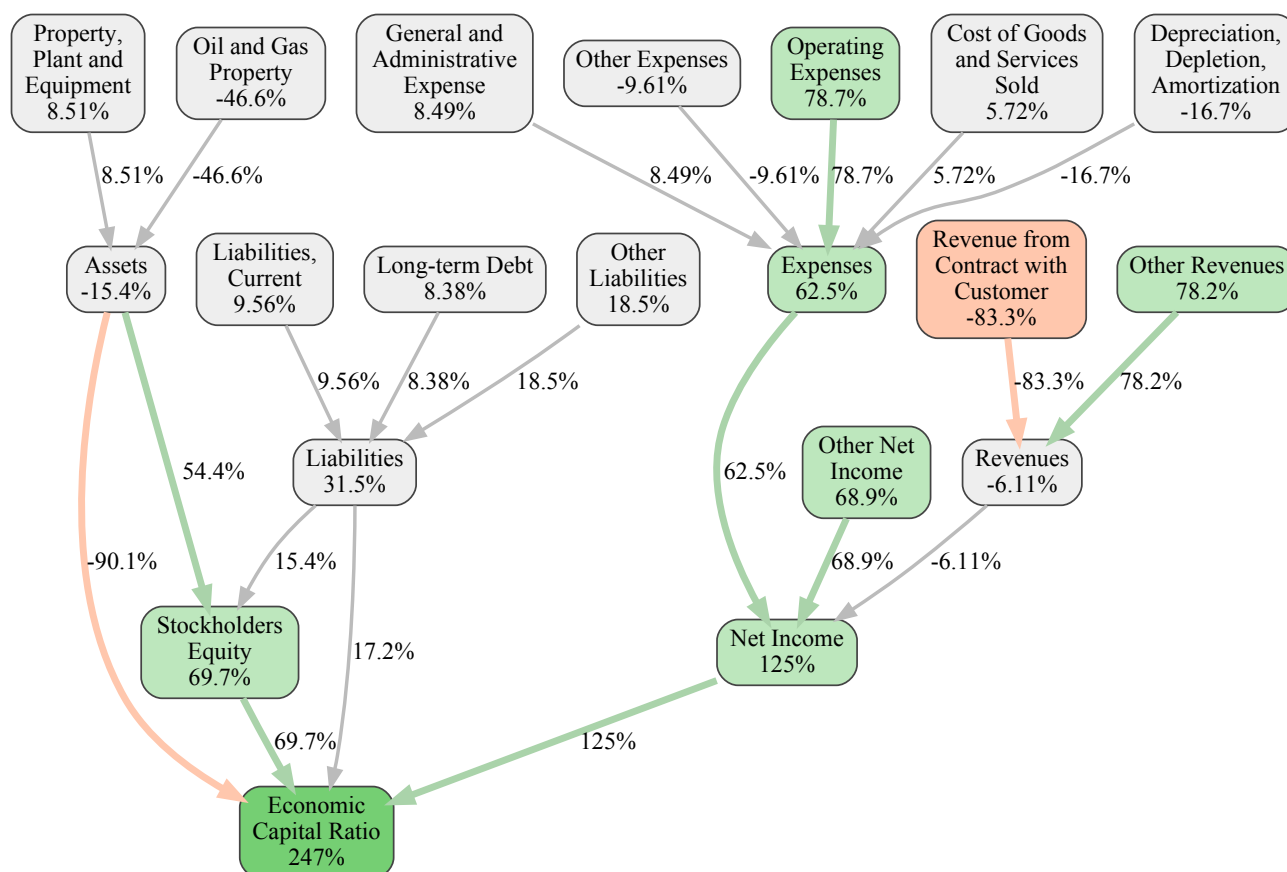 Property,
Plant and
Equipment
8.51%
Oil and Gas
Property
-46.6%
General and
Administrative
Expense
8.49%
Other Expenses
-9.61%
Operating
Expenses
78.7%
Cost of Goods
and Services
Sold
5.72%
Depreciation,
Depletion,
Amortization
-16.7%
8.51%
-46.6%
8.49%
-9.61%
78.7%
5.72%
-16.7%
Assets
-15.4%
Liabilities,
Current
9.56%
Long-term Debt
8.38%
Other
Liabilities
18.5%
Expenses
62.5%
Revenue from
Contract with
Customer
-83.3%
Other Revenues
78.2%
9.56%
8.38%
18.5%
-83.3%
78.2%
54.4%
Liabilities
31.5%
62.5%
Other Net
Income
68.9%
Revenues
-6.11%
-90.1%
15.4%
68.9%
-6.11%
Stockholders
Equity
69.7%
17.2%
Net Income
125%
69.7%
125%
Economic
Capital Ratio
247%